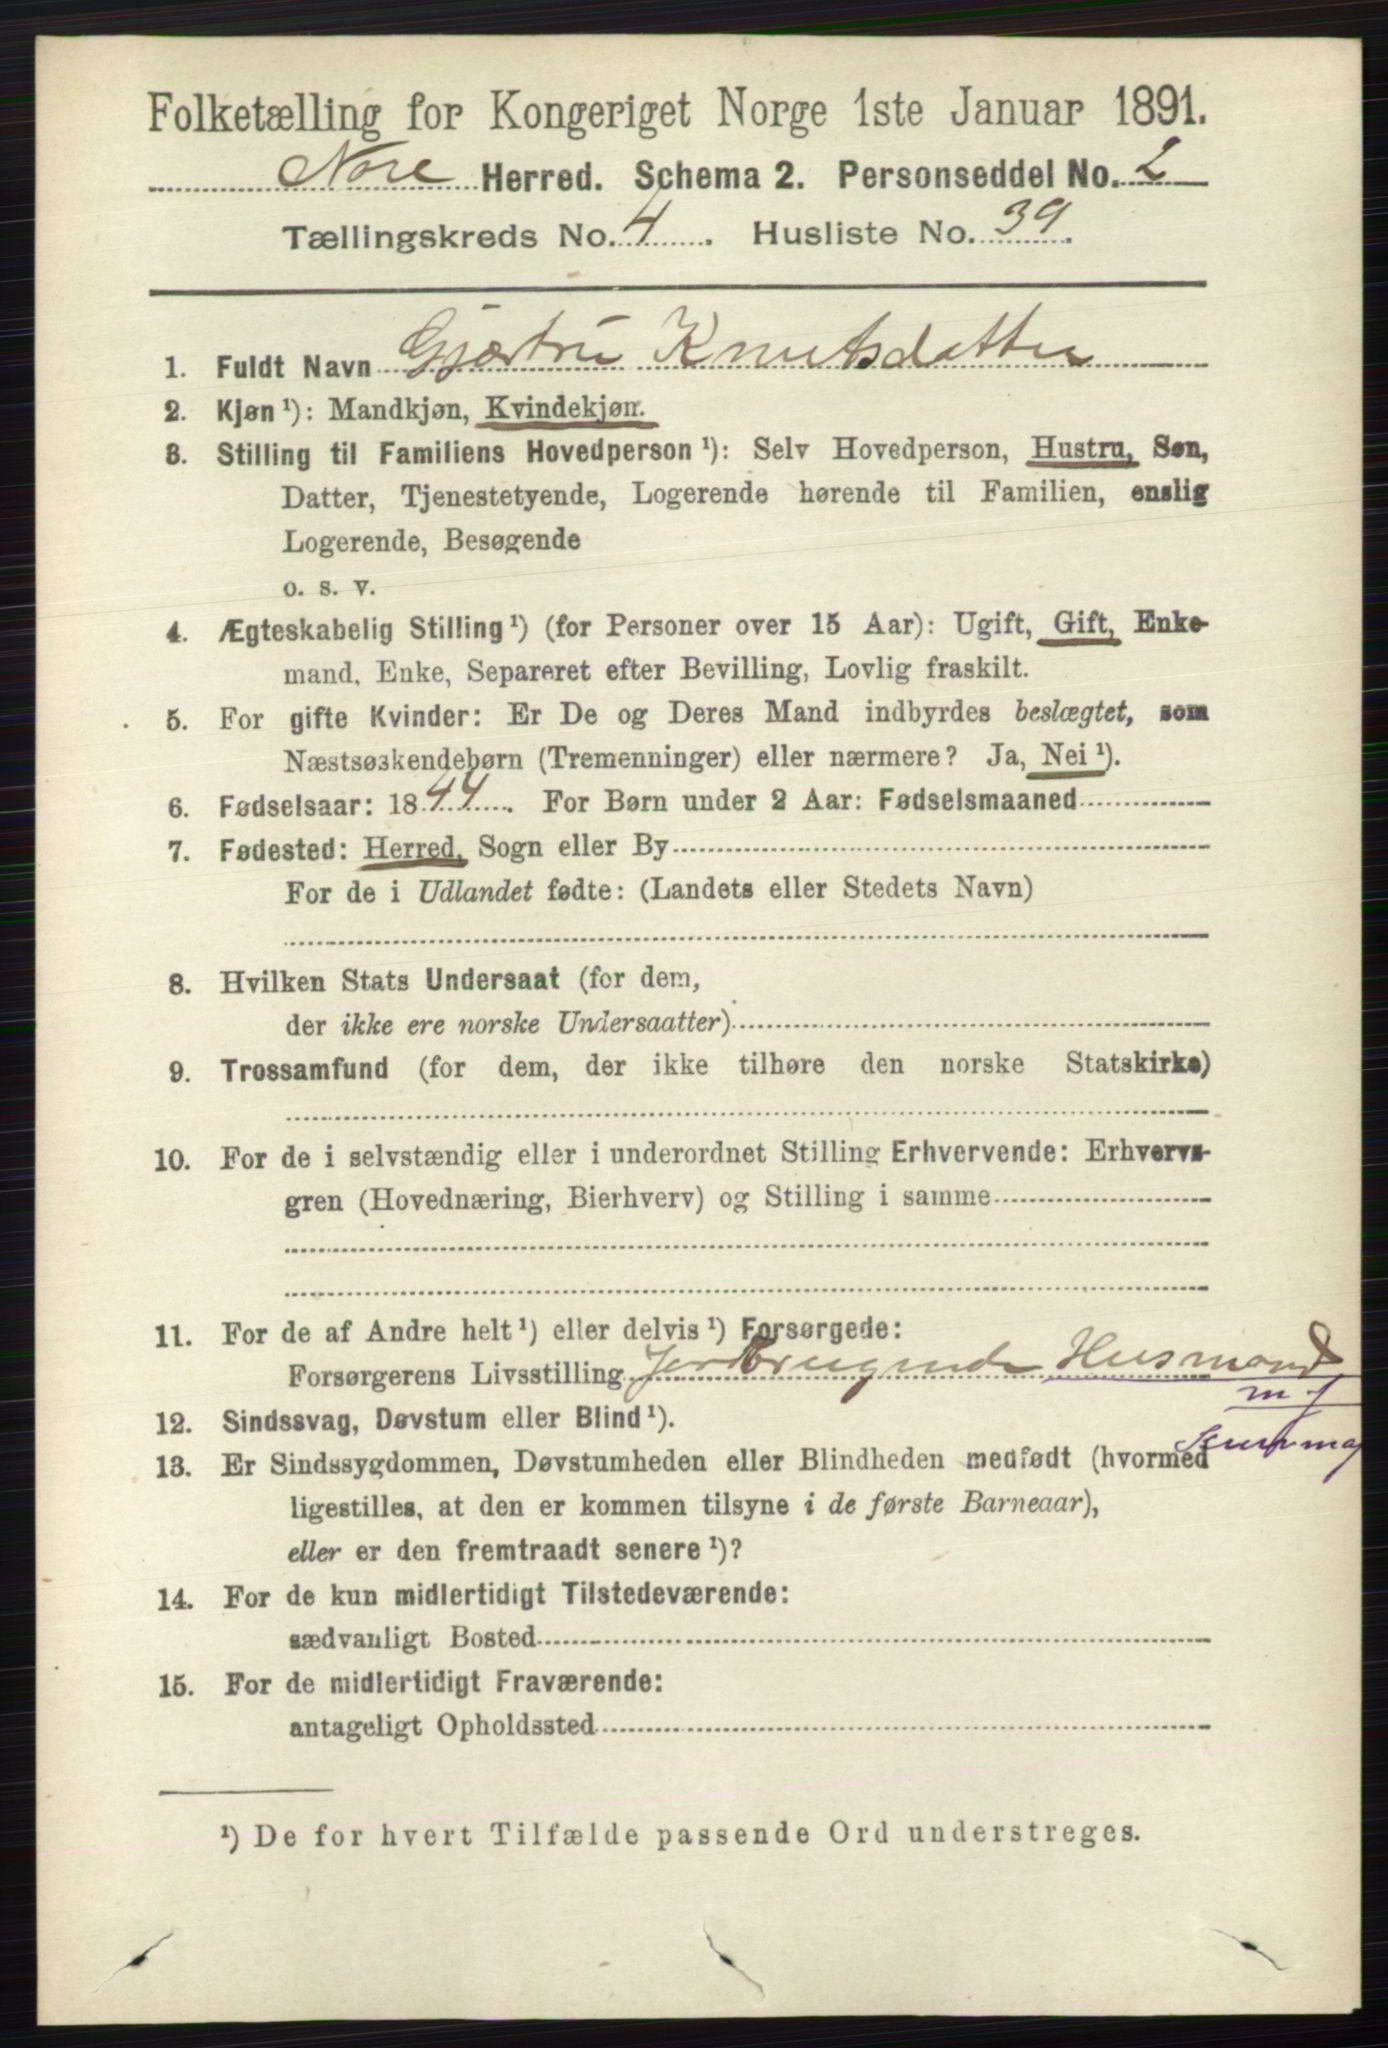 Folketælling for Kongeriget Norge 1ste Januar 1891.
Nore Herred. Schema 2. Personseddel No. 2
Tællingskreds No. 4. Husliste No. 39.
1. Fuldt Navn Gjertru Knutsdatter
2. Kjøn ¹): Mandkjøn, Kvindekjøn.
3. Stilling til Familiens Hovedperson ¹): Selv Hovedperson, Hustru, Søn,
Datter, Tjenestetyende, Logerende hørende til Familien, enslig
Logerende, Besøgende
o. s. v.
4. Ægteskabelig Stilling ¹) (for Personer over 15 Aar): Ugift, Gift, Enke-
mand, Enke, Separeret efter Bevilling, Lovlig fraskilt.
5. For gifte Kvinder: Er De og Deres Mand indbyrdes beslægtet, som
Næstsøskendebørn (Tremenninger) eller nærmere? Ja, Nei ¹).
6. Fødselsaar: 1844. For Børn under 2 Aar: Fødselsmaaned
7. Fødested: Herred, Sogn eller By
For de i Udlandet fødte: (Landets eller Stedets Navn)
8. Hvilken Stats Undersaat (for dem,
der ikke ere norske Undersaatter)
9. Trossamfund (for dem, der ikke tilhøre den norske Statskirke)
10. For de i selvstændig eller i underordnet Stilling Erhvervende: Erhvervs-
gren (Hovednæring, Bierhverv) og Stilling i samme
11. For de af Andre helt ¹) eller delvis ¹) Forsørgede:
Forsørgerens Livsstilling Jordbrugende Husmand
m J
12. Sindssvag, Døvstum eller Blind ¹).
13. Er Sindssygdommen, Døvstumheden eller Blindheden medfødt (hvormed
ligestilles, at den er kommen tilsyne i de første Barneaar),
eller er den fremtraadt senere ¹)?
14. For de kun midlertidigt Tilstedeværende:
sædvanligt Bosted
15. For de midlertidigt Fraværende:
antageligt Opholdssted
¹) De for hvert Tilfælde passende Ord understreges.